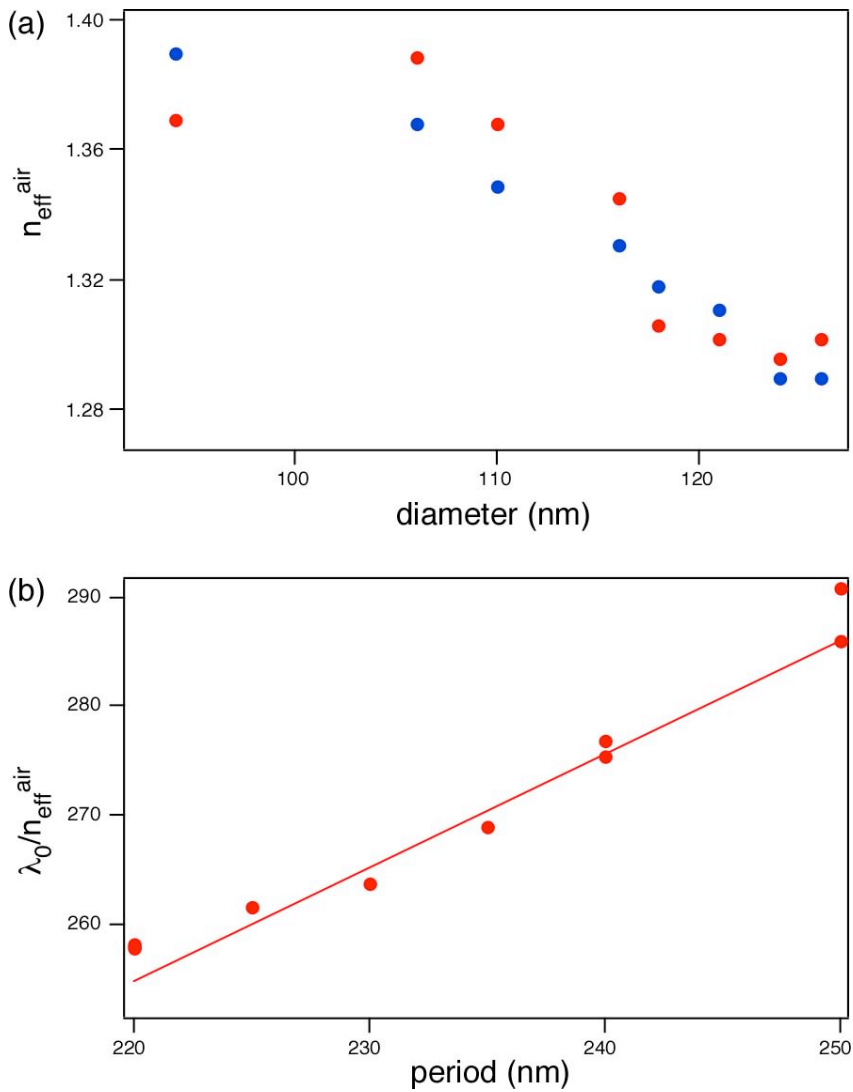 (a)
1.40
1.36
1.32
1.28
n_eff^air
100
110
120
diameter (nm)
(b)
290
280
270
260
λ₀/n_eff^air
220
230
240
250
period (nm)